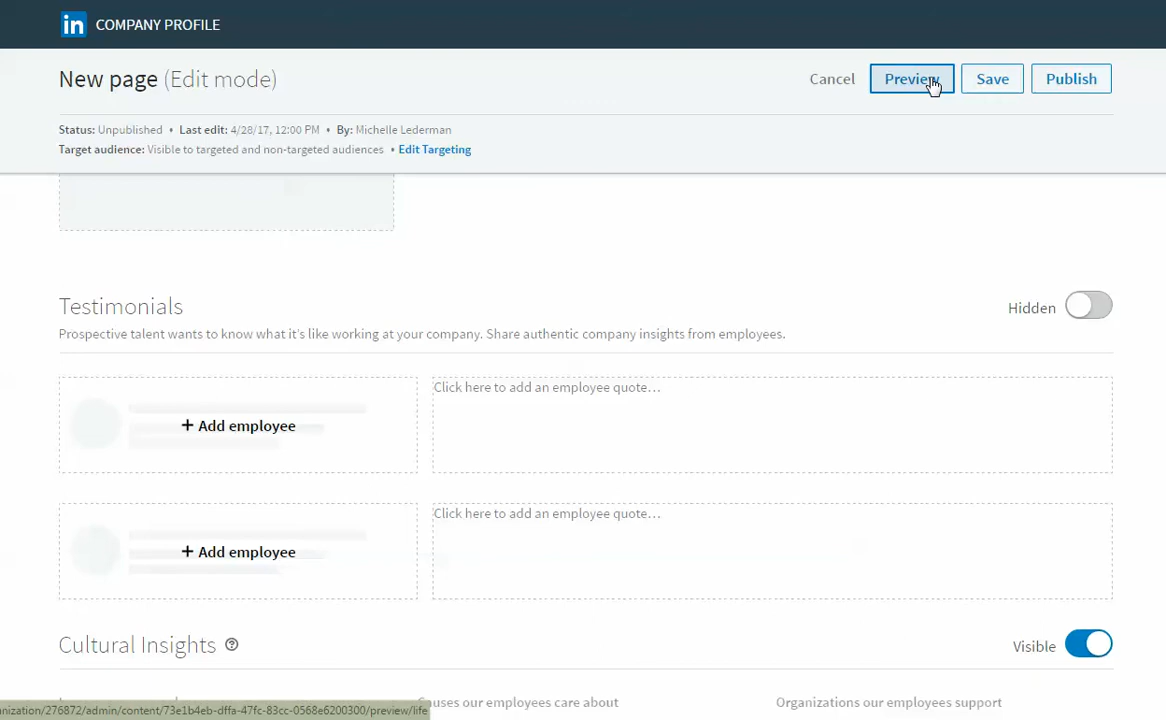 in COMPANY PROFILE
New page (Edit mode)
Cancel Preview Save Publish
Status: Unpublished • Last edit: 4/28/17, 12:00 PM • By: Michelle Lederman
Target audience: Visible to targeted and non-targeted audiences • Edit Targeting
Testimonials
Hidden
Prospective talent wants to know what it's like working at your company. Share authentic company insights from employees.
+ Add employee
Click here to add an employee quote…
+ Add employee
Click here to add an employee quote…
Cultural Insights ?
Visible
causes our employees care about
Organizations our employees support
nization/276872/admin/content/73e1b4eb-dffa-47fc-83cc-0568e6200300/preview/life